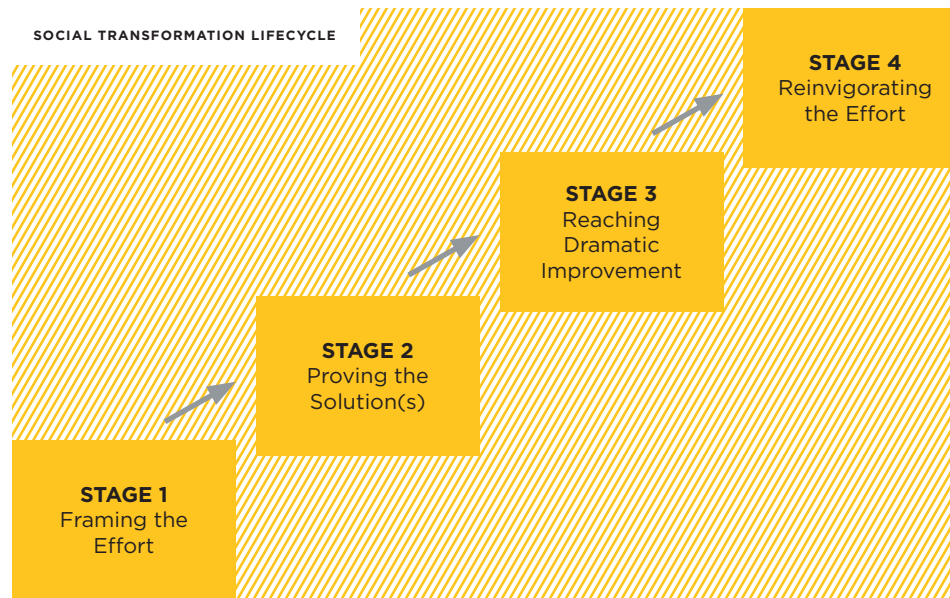 SOCIAL TRANSFORMATION LIFECYCLE
STAGE 1
Framing the
Effort
STAGE 2
Proving the
Solution(s)
STAGE 3
Reaching
Dramatic
Improvement
STAGE 4
Reinvigorating
the Effort